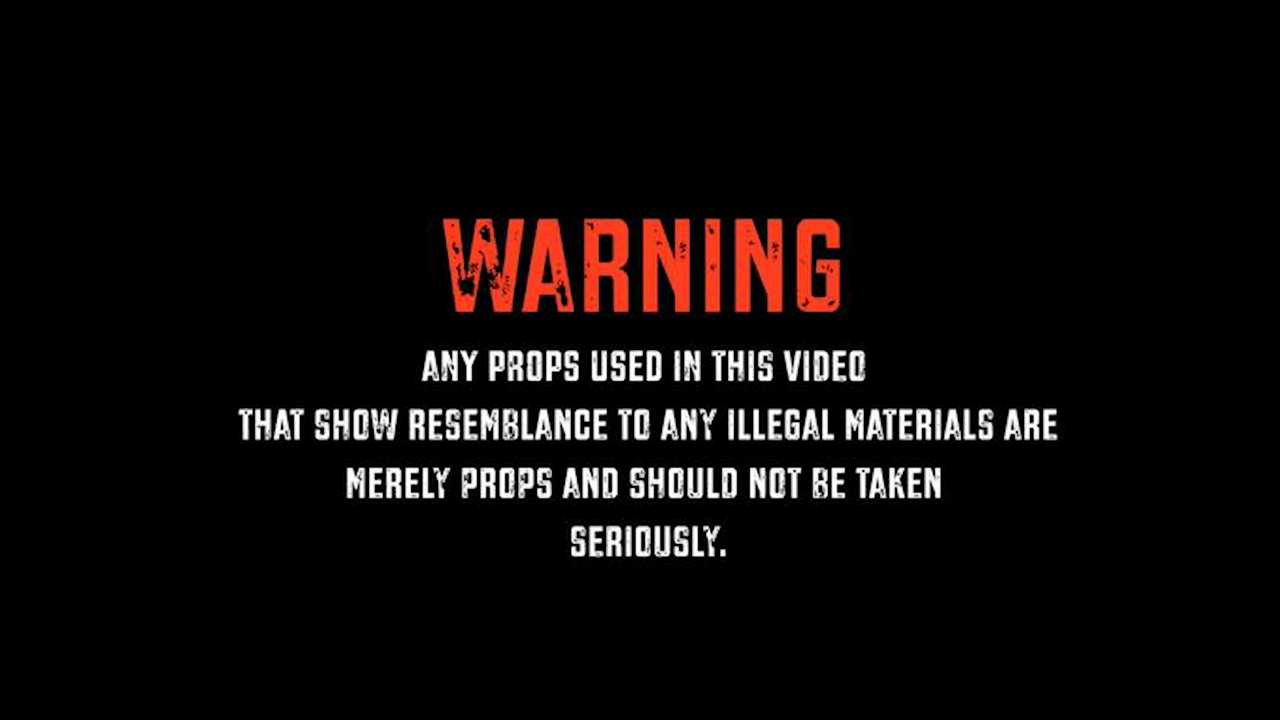 WARNING
ANY PROPS USED IN THIS VIDEO
THAT SHOW RESEMBLANCE TO ANY ILLEGAL MATERIALS ARE
MERELY PROPS AND SHOULD NOT BE TAKEN
SERIOUSLY.